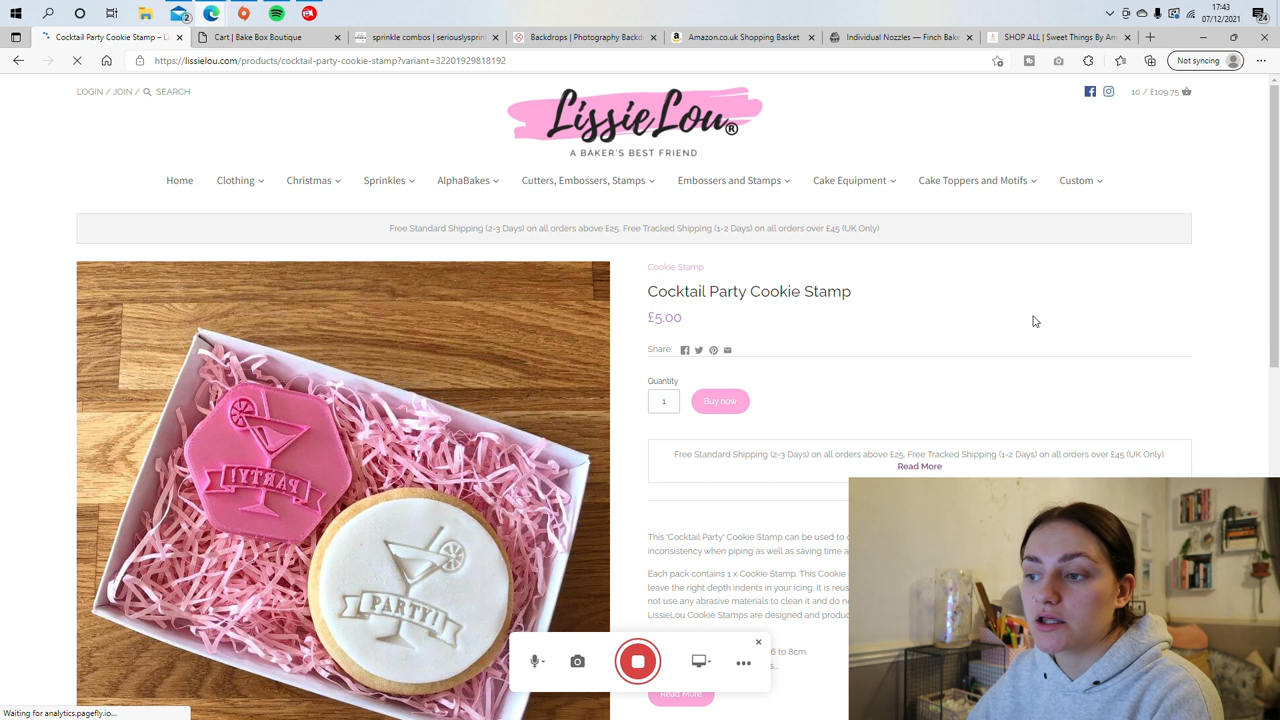 17:43
07/12/2021
24
2
Cocktail Party Cookie Stamp – Li
Cart | Bake Box Boutique
sprinkle combos | seriouslysprin
Backdrops | Photography Backd
Amazon.co.uk Shopping Basket
Individual Nozzles — Finch Bak
SHOP ALL | Sweet Things By Am
https://lissielou.com/products/cocktail-party-cookie-stamp?variant=32201929818192
Not syncing
LOGIN / JOIN / SEARCH
10 / £109.75
LissieLou®
A BAKER'S BEST FRIEND
Home Clothing Christmas Sprinkles AlphaBakes Cutters, Embossers, Stamps Embossers and Stamps Cake Equipment Cake Toppers and Motifs Custom
Free Standard Shipping (2-3 Days) on all orders above £25, Free Tracked Shipping (1-2 Days) on all orders over £45 (UK Only)
Cookie Stamp
Cocktail Party Cookie Stamp
£5.00
Share:
Quantity
1 Buy now
Free Standard Shipping (2-3 Days) on all orders above £25, Free Tracked Shipping (1-2 Days) on all orders over £45 (UK Only).
Read More
This 'Cocktail Party' Cookie Stamp can be used to
inconsistency when piping as well as saving time a
Each pack contains 1 x Cookie Stamp. This Cookie
leave the right depth indents in your icing. It is reus
not use any abrasive materials to clean it and do n
LissieLou Cookie Stamps are designed and produc
6 to 8cm.
Read More
PARTY!
PARTY!
Waiting for analytics.pagefly.io...